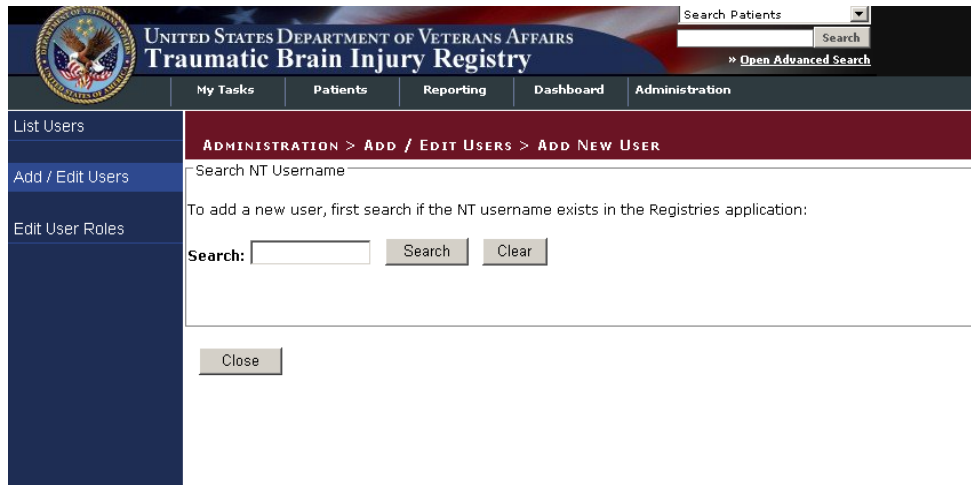 Search Patients
UNITED STATES DEPARTMENT OF VETERANS AFFAIRS
Search
Traumatic Brain Injury Registry
» Open Advanced Search
My Tasks Patients Reporting Dashboard Administration
List Users
ADMINISTRATION > ADD / EDIT USERS > ADD NEW USER
Add / Edit Users
Search NT Username
To add a new user, first search if the NT username exists in the Registries application:
Edit User Roles
Search: Search Clear
Close